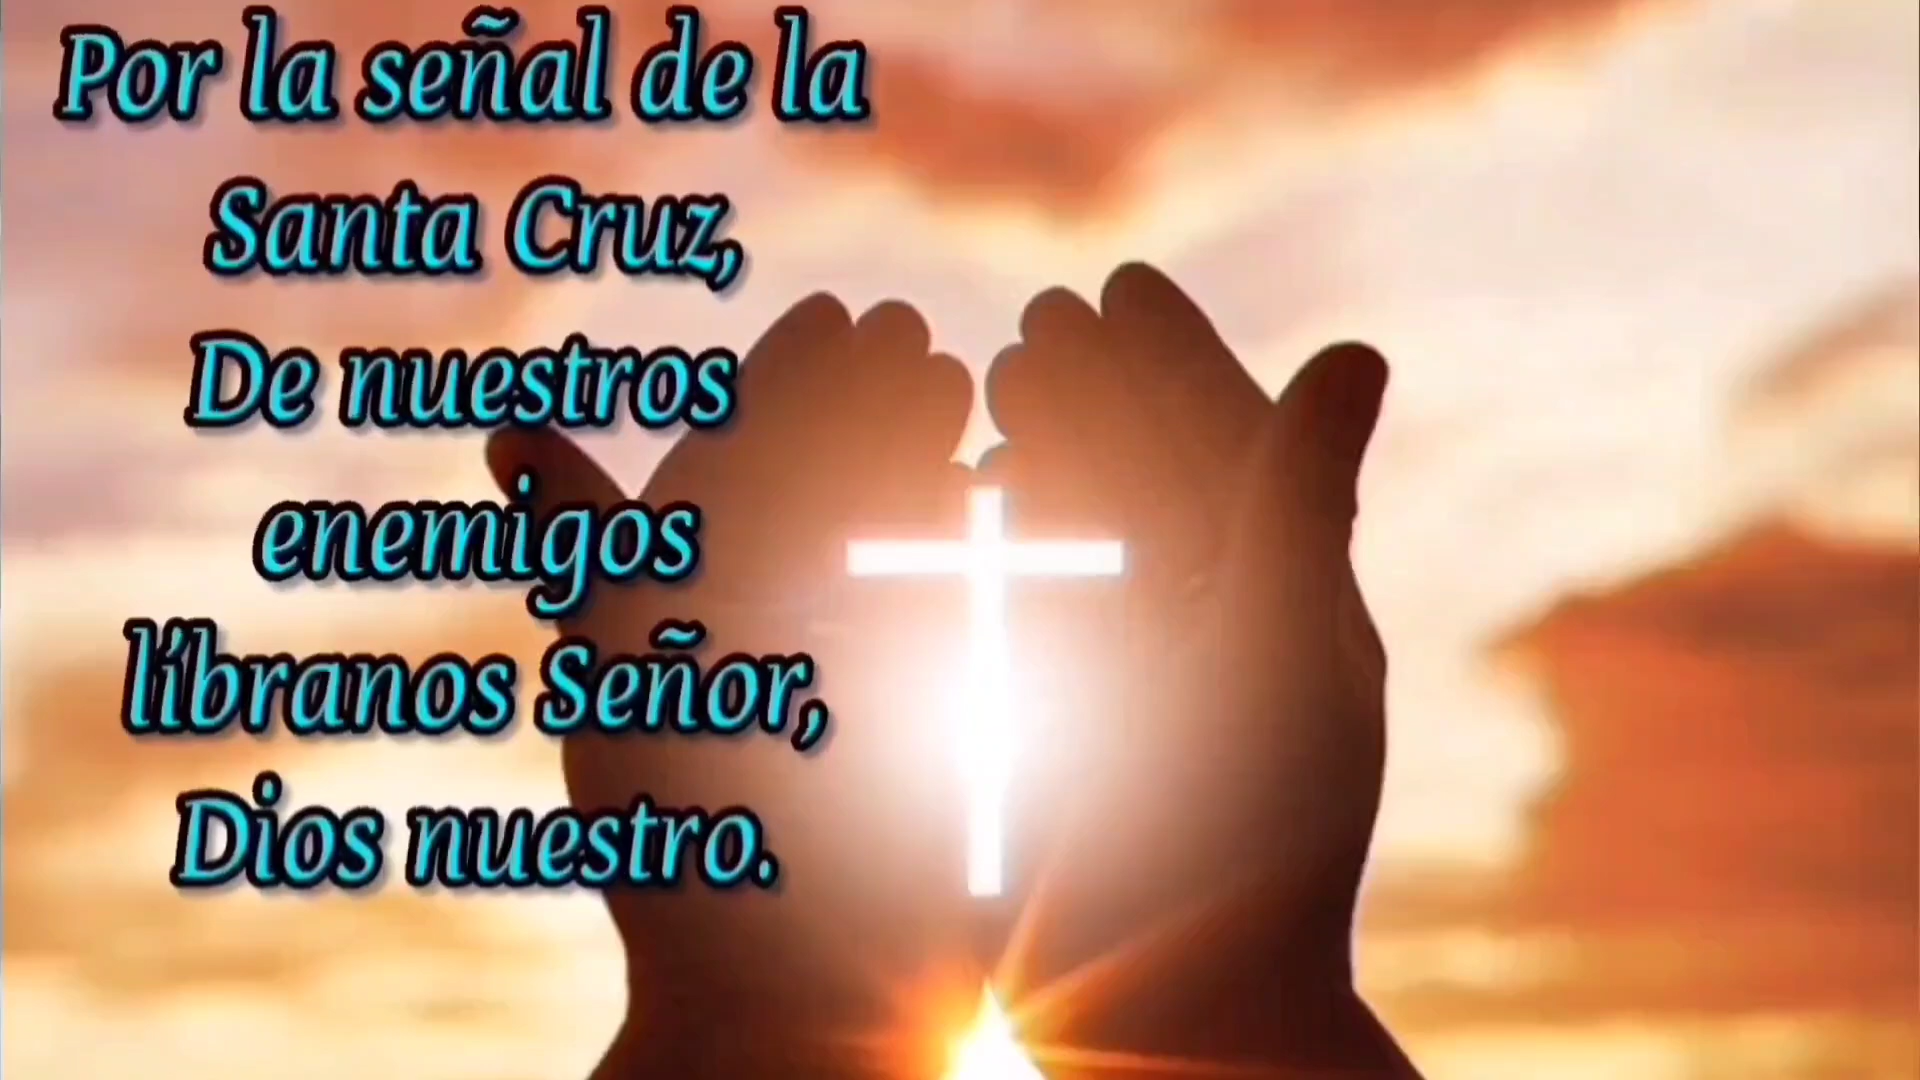 Por la señal de la
Santa Cruz,
De nuestros
enemigos
líbranos Señor,
Dios nuestro.